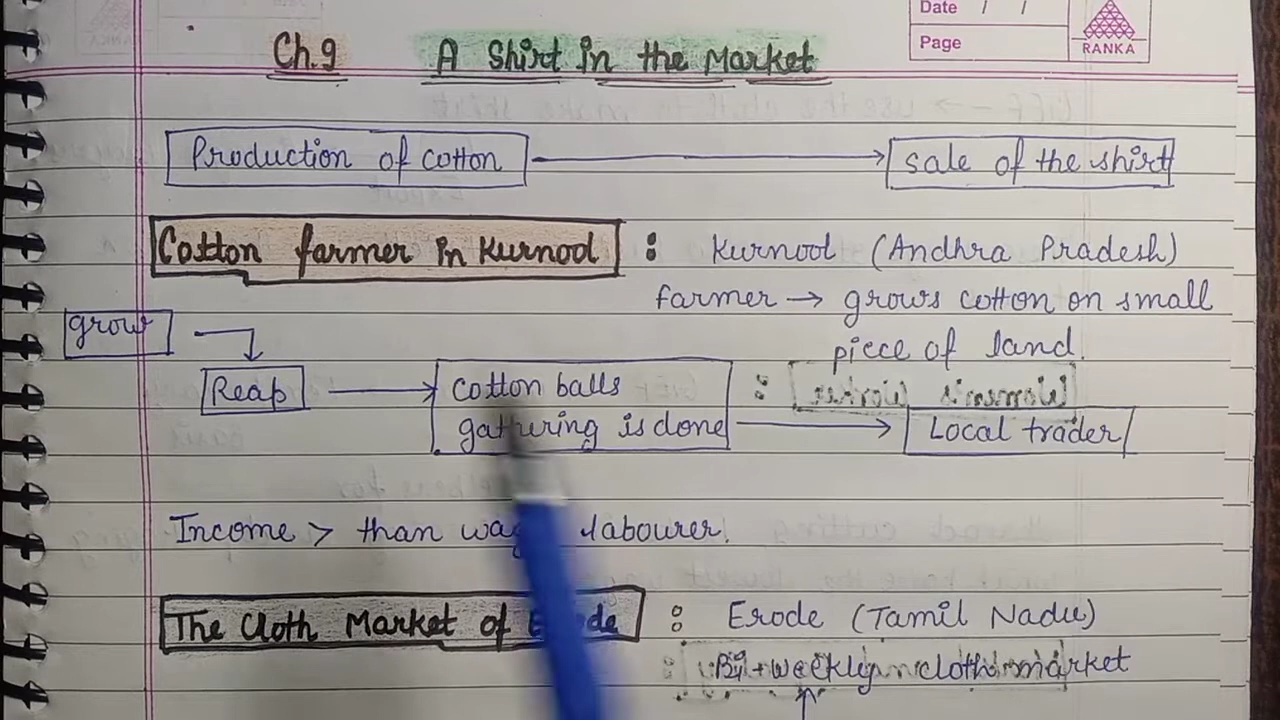 Date / /
Page
RANKA
Ch.9 A Shirt in the Market
Production of cotton → sale of the shirt
Cotton farmer in Kurnool : Kurnool (Andhra Pradesh)
farmer → grows cotton on small
piece of land.
grow
Reap → Cotton balls
gathering is done → Local trader
Income > than labourer.
The Cloth Market of : Erode (Tamil Nadu)
: Bi-weekly cloth market